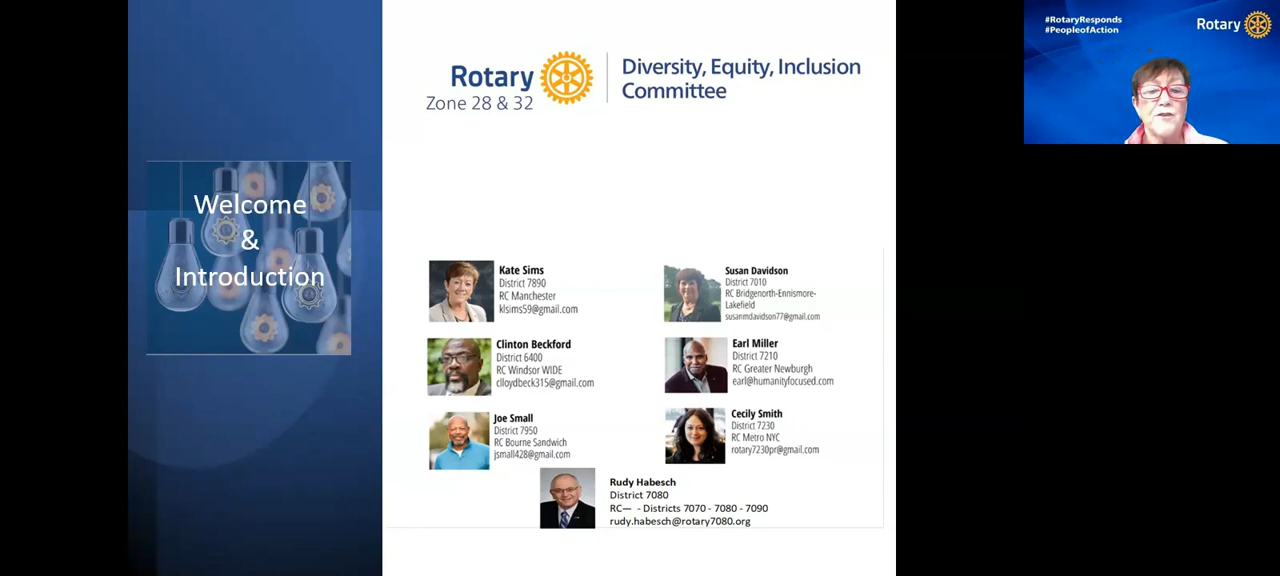 #RotaryResponds
#PeopleofAction
Rotary
Rotary
Zone 28 & 32
Diversity, Equity, Inclusion
Committee
Welcome
&
Introduction
Kate Sims
District 7890
RC Manchester
klsims59@gmail.com
Susan Davidson
District 7010
RC Bridgenorth-Ennismore-
Lakefield
susanmdavidson77@gmail.com
Clinton Beckford
District 6400
RC Windsor WIDE
clloydbeck315@gmail.com
Earl Miller
District 7210
RC Greater Newburgh
earl@humanityfocused.com
Joe Small
District 7950
RC Bourne Sandwich
jsmall428@gmail.com
Cecily Smith
District 7230
RC Metro NYC
rotary7230pr@gmail.com
Rudy Habesch
District 7080
RC— - Districts 7070 - 7080 - 7090
rudy.habesch@rotary7080.org